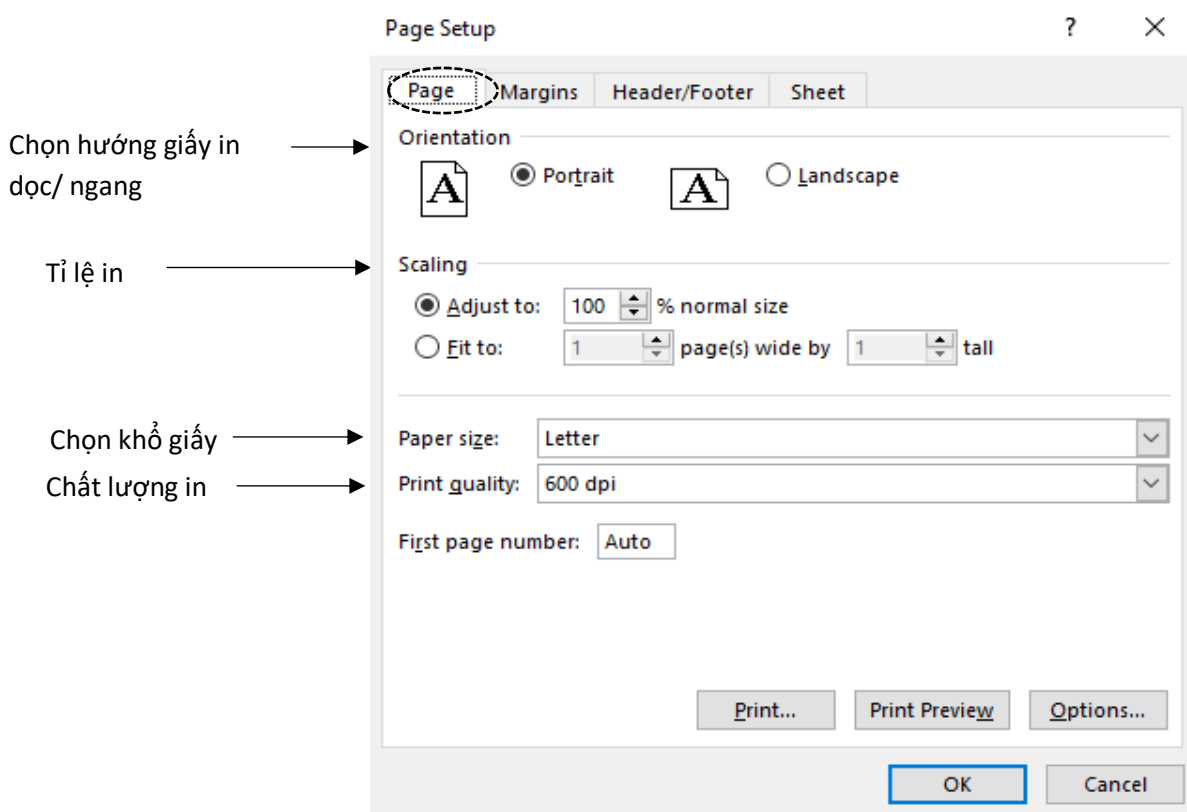 Page Setup ? ×
Page Margins Header/Footer Sheet
Chọn hướng giấy in
dọc/ ngang
Orientation
A Portrait A Landscape
Tỉ lệ in
Scaling
Adjust to: 100 % normal size
Fit to: 1 page(s) wide by 1 tall
Chọn khổ giấy
Paper size: Letter
Chất lượng in
Print quality: 600 dpi
First page number: Auto
Print... Print Preview Options...
OK Cancel